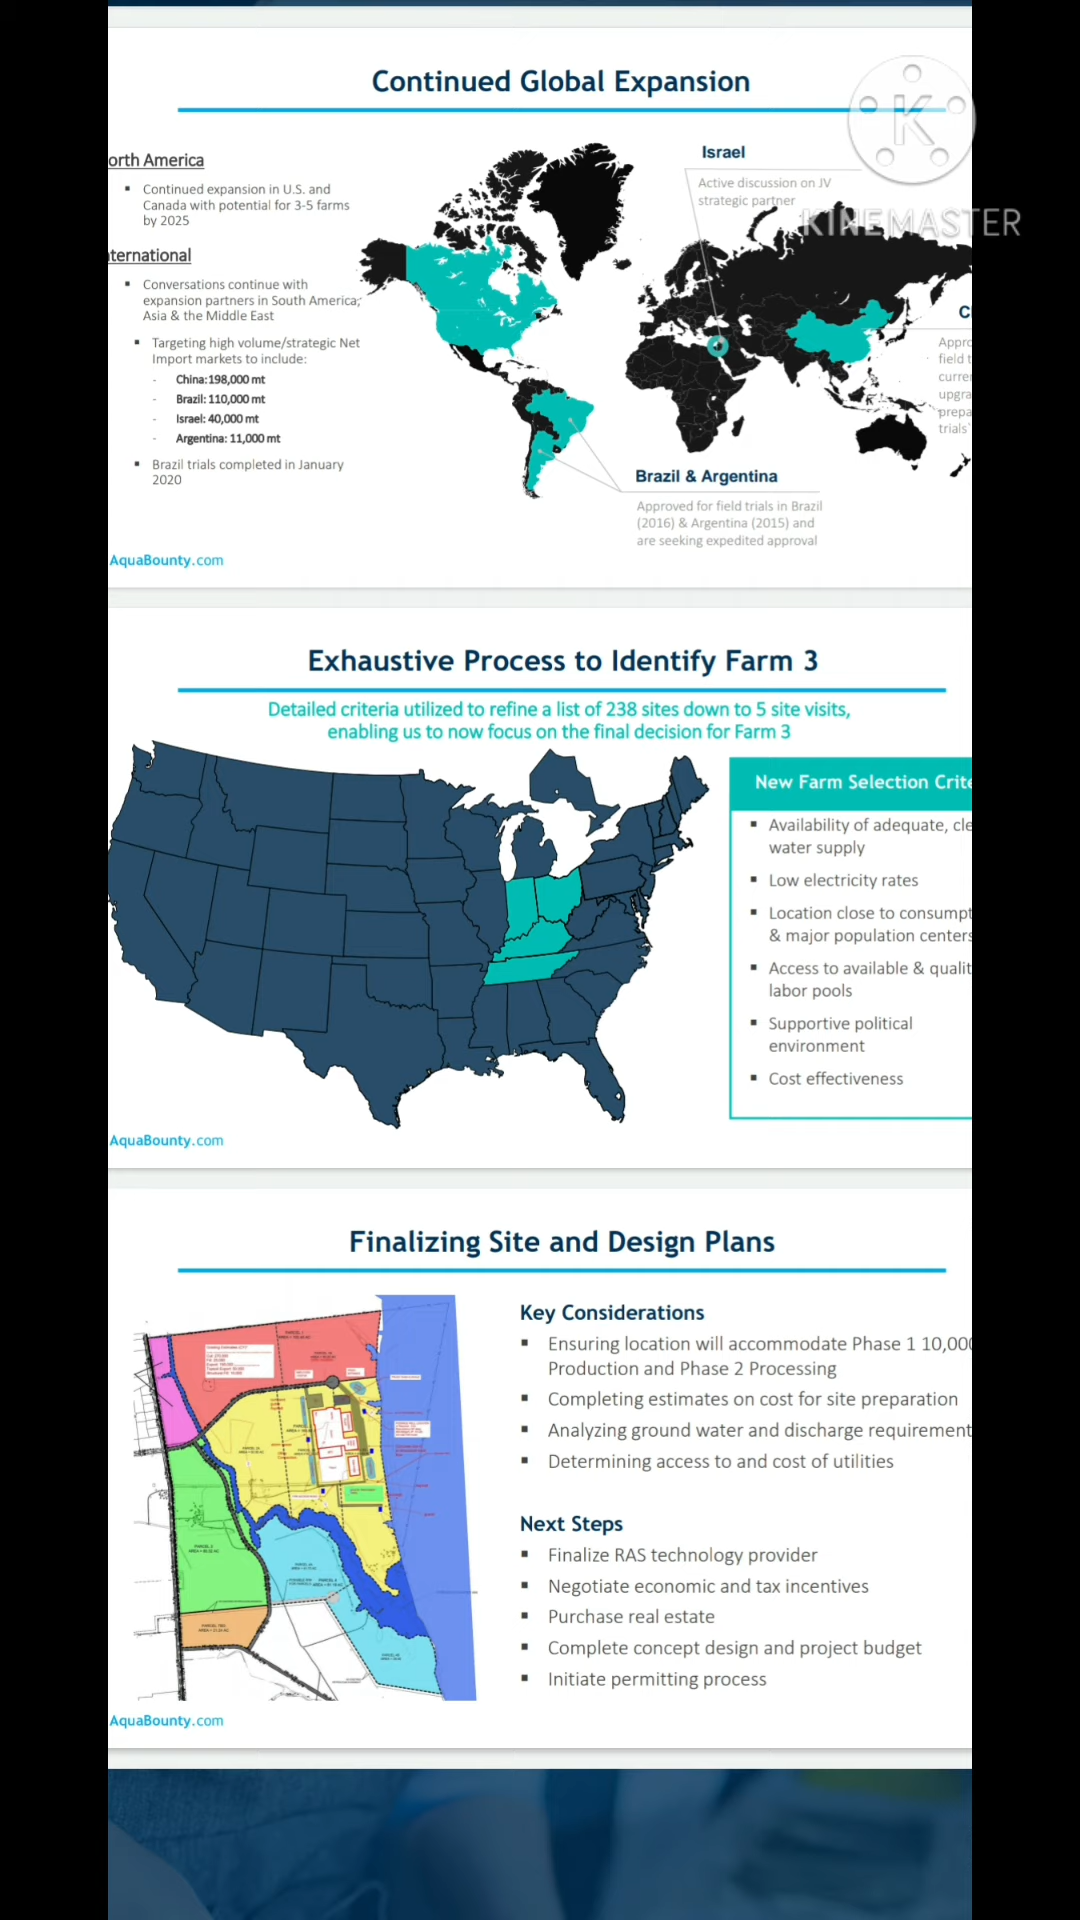 Continued Global Expansion
orth America
▪ Continued expansion in U.S. and
Canada with potential for 3-5 farms
by 2025
ternational
▪ Conversations continue with
expansion partners in South America,
Asia & the Middle East
▪ Targeting high volume/strategic Net
Import markets to include:
- China:198,000 mt
- Brazil: 110,000 mt
- Israel: 40,000 mt
- Argentina: 11,000 mt
▪ Brazil trials completed in January
2020
Israel
Active discussion on JV
strategic partner
K
KINEMASTER
C
Appro
field t
currer
upgra
prepa
trials
Brazil & Argentina
Approved for field trials in Brazil
(2016) & Argentina (2015) and
are seeking expedited approval
AquaBounty.com
Exhaustive Process to Identify Farm 3
Detailed criteria utilized to refine a list of 238 sites down to 5 site visits,
enabling us to now focus on the final decision for Farm 3
New Farm Selection Crite
▪ Availability of adequate, cle
water supply
▪ Low electricity rates
▪ Location close to consumpt
& major population centers
▪ Access to available & qualit
labor pools
▪ Supportive political
environment
▪ Cost effectiveness
AquaBounty.com
Finalizing Site and Design Plans
Key Considerations
▪ Ensuring location will accommodate Phase 1 10,000
Production and Phase 2 Processing
▪ Completing estimates on cost for site preparation
▪ Analyzing ground water and discharge requirement
▪ Determining access to and cost of utilities
Next Steps
▪ Finalize RAS technology provider
▪ Negotiate economic and tax incentives
▪ Purchase real estate
▪ Complete concept design and project budget
▪ Initiate permitting process
AquaBounty.com